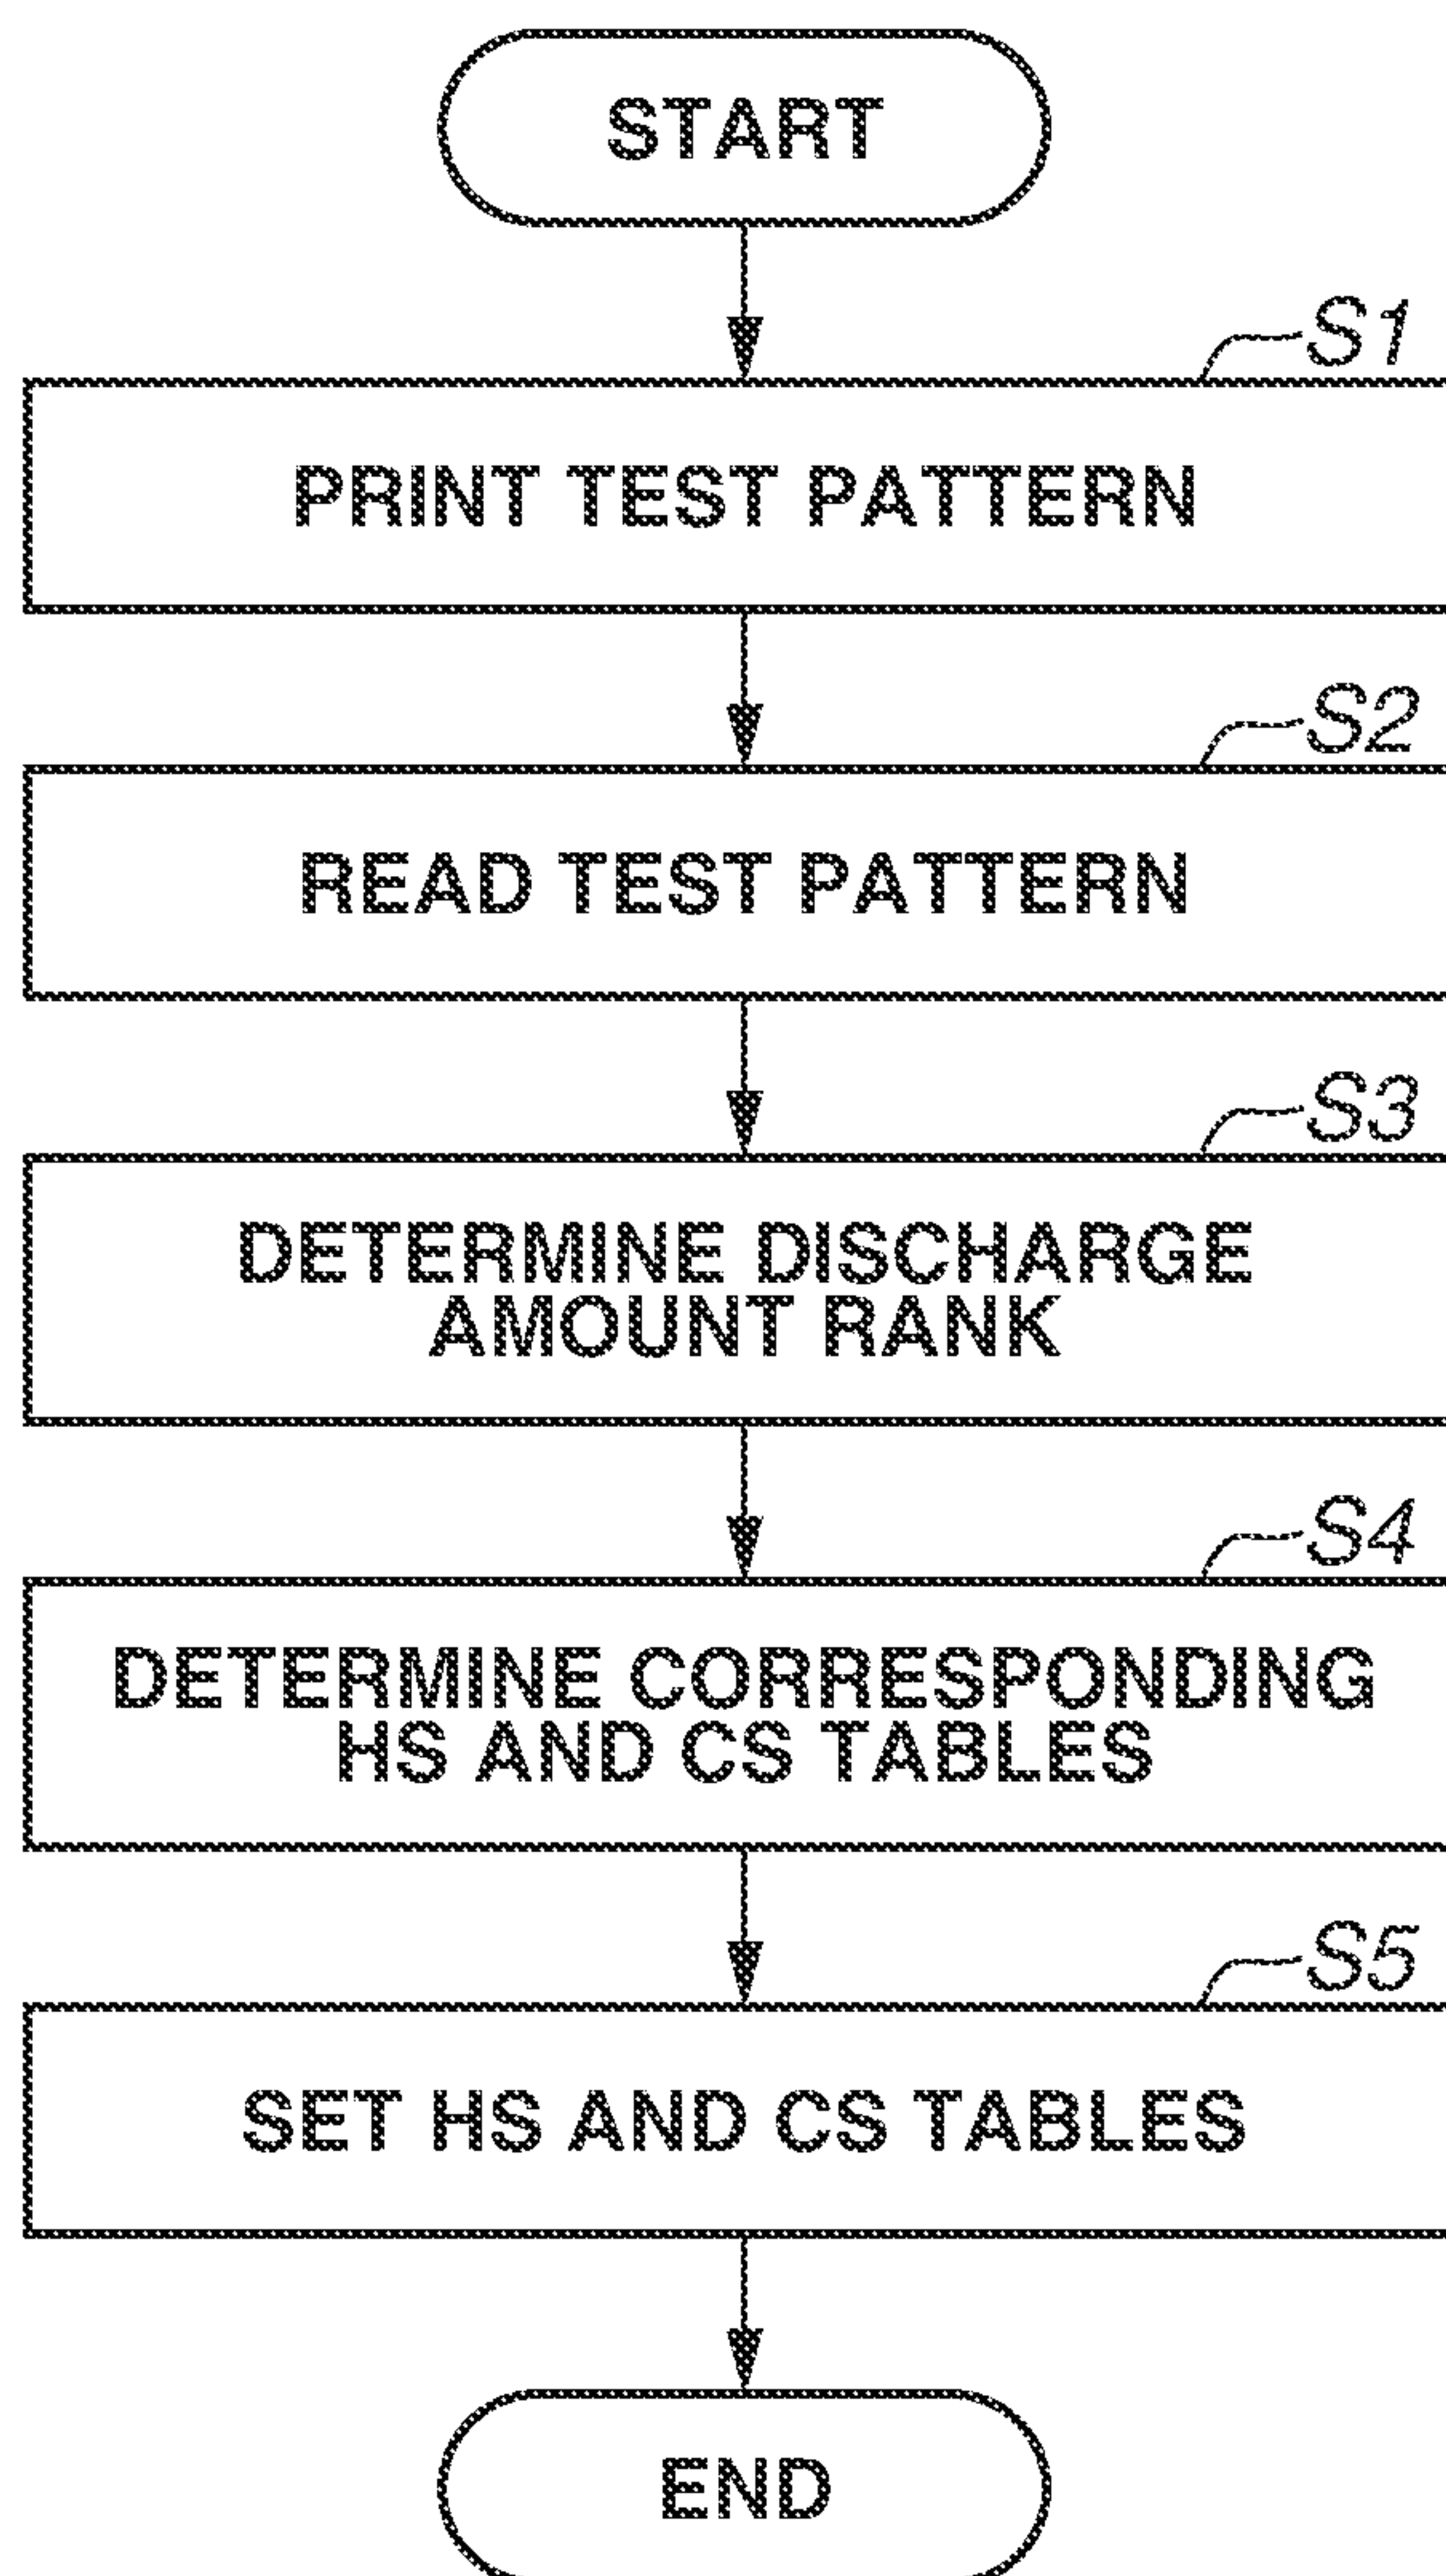 START
S1
PRINT TEST PATTERN
S2
READ TEST PATTERN
S3
DETERMINE DISCHARGE
AMOUNT RANK
S4
DETERMINE CORRESPONDING
HS AND CS TABLES
S5
SET HS AND CS TABLES
END